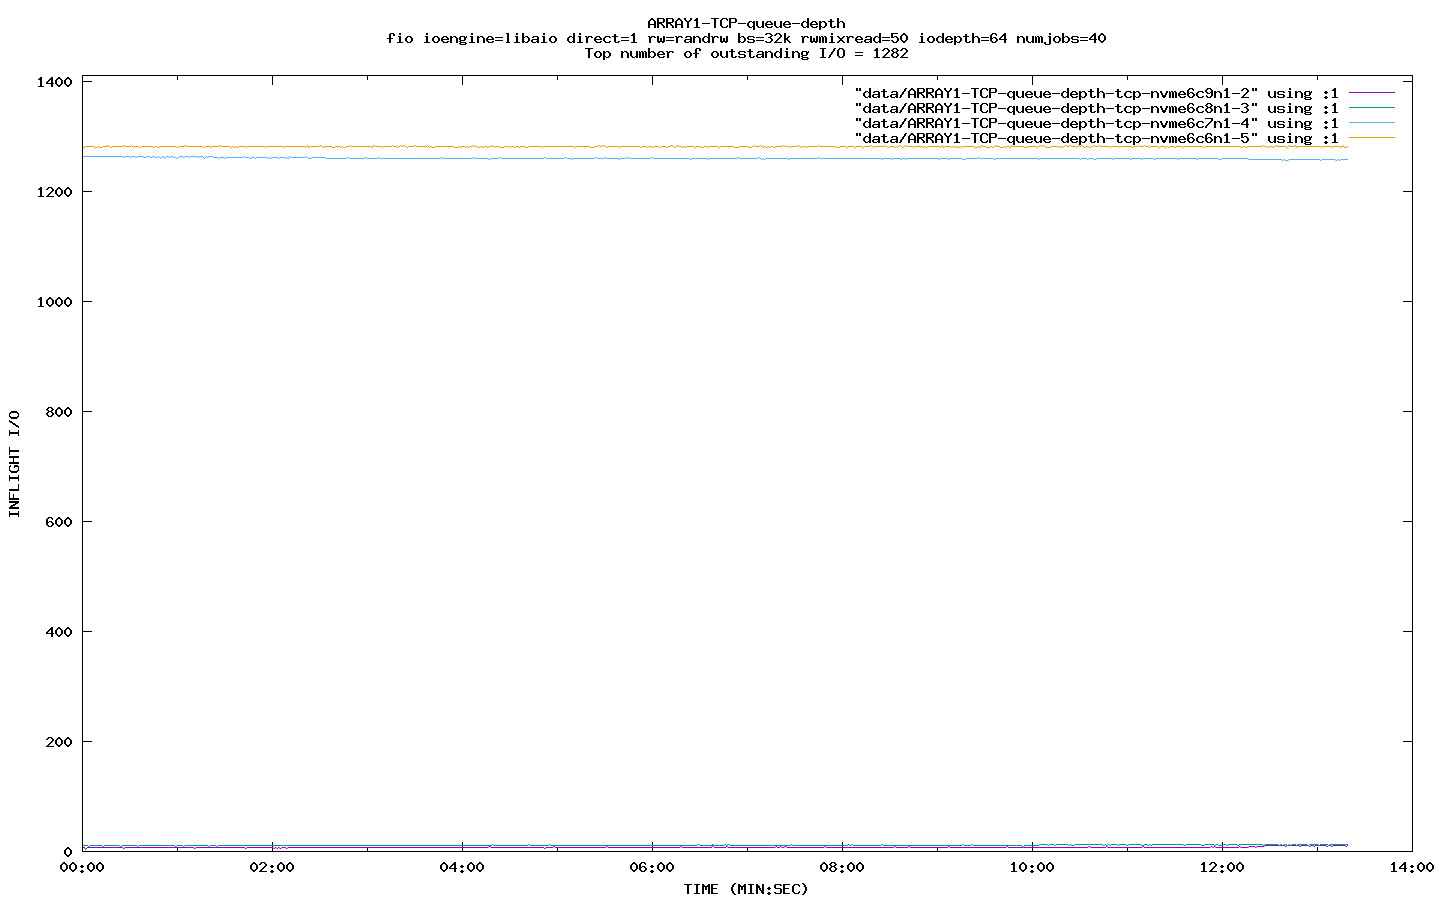 ARRAY1-TCP-queue-depth
fio ioengine=libaio direct=1 rw=randrw bs=32k rwmixread=50 iodepth=64 numjobs=40
Top number of outstanding I/O = 1282
"data/ARRAY1-TCP-queue-depth-tcp-nvme6c9n1-2" using :1
"data/ARRAY1-TCP-queue-depth-tcp-nvme6c8n1-3" using :1
"data/ARRAY1-TCP-queue-depth-tcp-nvme6c7n1-4" using :1
"data/ARRAY1-TCP-queue-depth-tcp-nvme6c6n1-5" using :1
1400
1200
1000
800
600
400
200
0
INFLIGHT I/O
00:00 02:00 04:00 06:00 08:00 10:00 12:00 14:00
TIME (MIN:SEC)